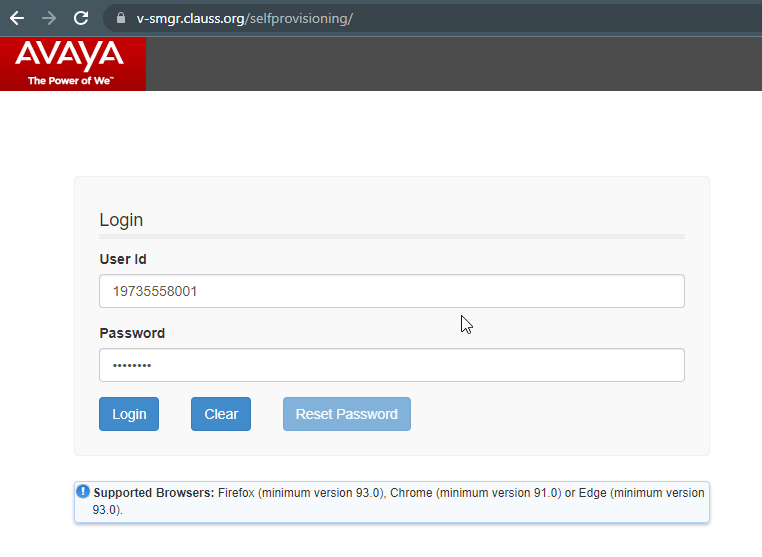 v-smgr.clauss.org/selfprovisioning/
AVAYA
The Power of We™
Login
User Id
19735558001
Password
••••••••
Login Clear Reset Password
Supported Browsers: Firefox (minimum version 93.0), Chrome (minimum version 91.0) or Edge (minimum version
93.0).